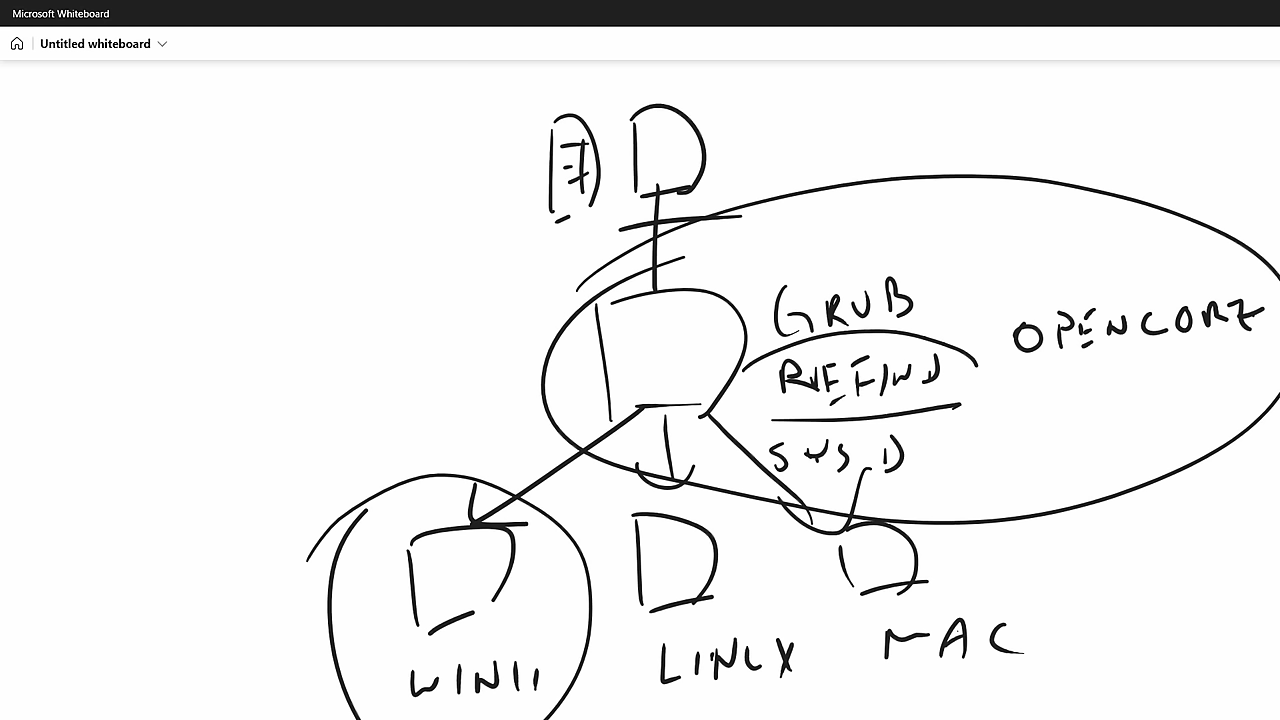 Microsoft Whiteboard
Untitled whiteboard
GRUB
OPENCORE
REFIND
SYS D
WIN11
LINUX
MAC